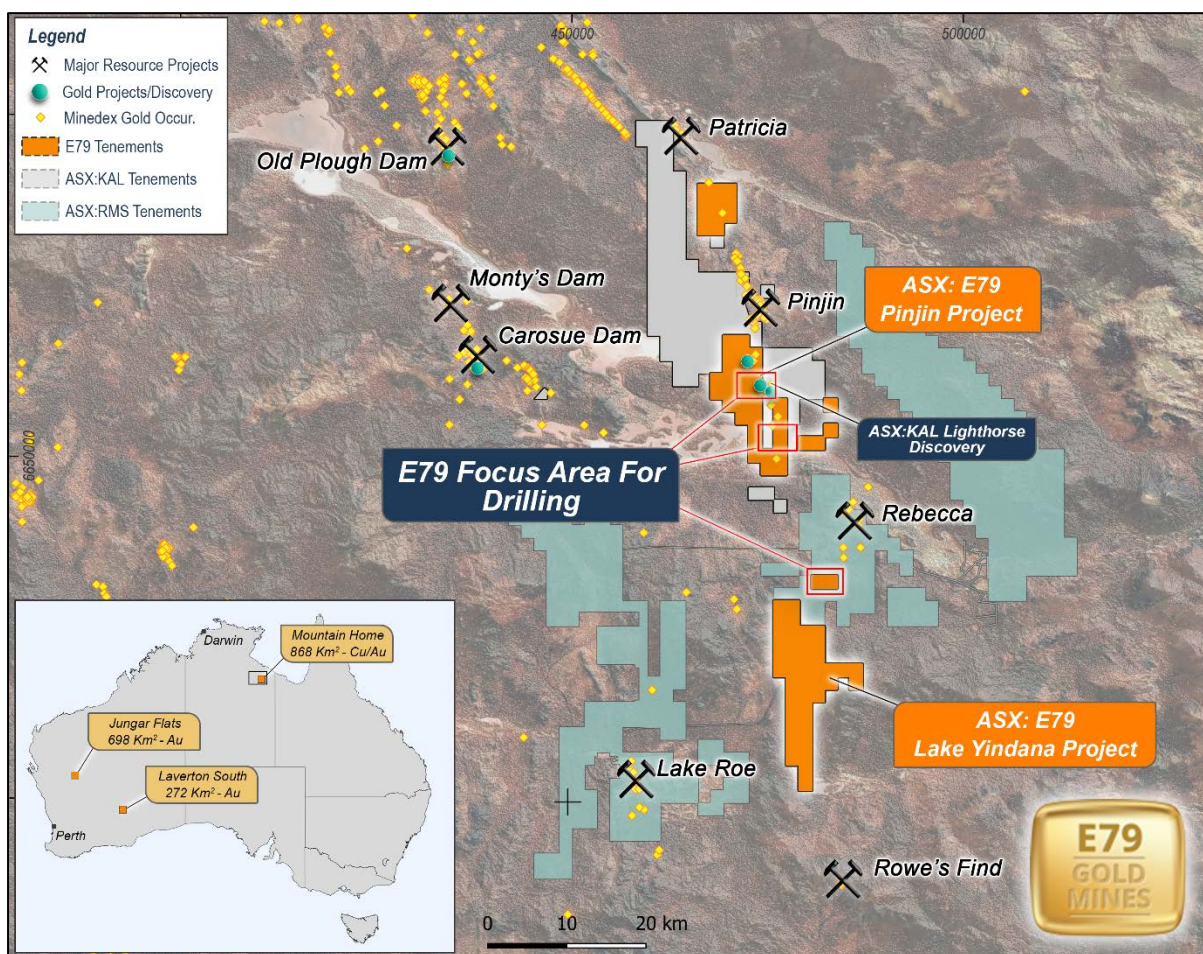 Legend
Major Resource Projects
Gold Projects/Discovery
Minedex Gold Occur.
E79 Tenements
ASX:KAL Tenements
ASX:RMS Tenements
450000
500000
6650000
Patricia
Old Plough Dam
Monty's Dam
Pinjin
Carosue Dam
ASX: E79
Pinjin Project
ASX:KAL Lighthorse
Discovery
E79 Focus Area For
Drilling
Rebecca
ASX: E79
Lake Yindana Project
Lake Roe
Rowe's Find
Darwin
Mountain Home
868 Km² - Cu/Au
Jungar Flats
698 Km² - Au
Laverton South
272 Km² - Au
Perth
0 10 20 km
E79
GOLD
MINES